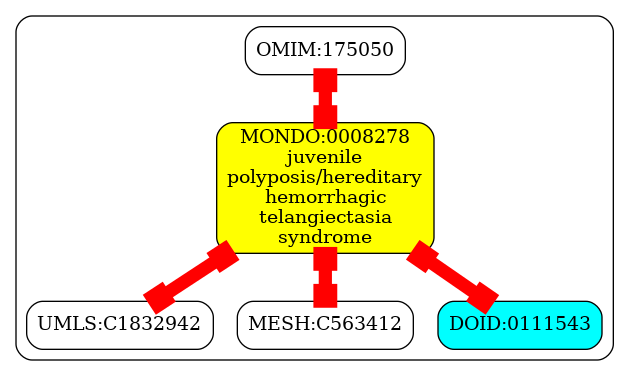 OMIM:175050
MONDO:0008278
juvenile
polyposis/hereditary
hemorrhagic
telangiectasia
syndrome
UMLS:C1832942
MESH:C563412
DOID:0111543